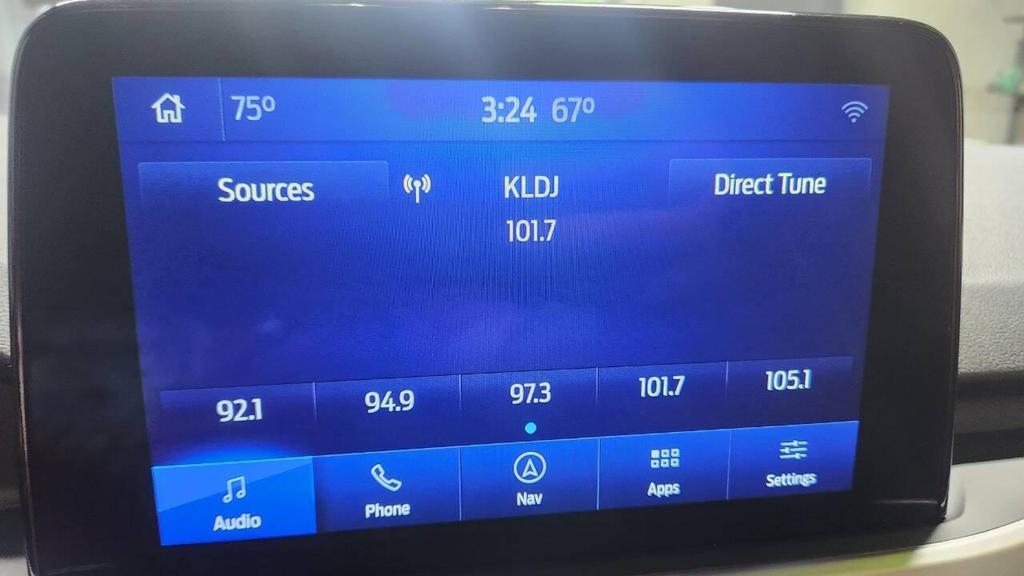 75° 3:24 67°
Sources KLDJ Direct Tune
101.7
92.1 94.9 97.3 101.7 105.1
Audio Phone Nav Apps Settings